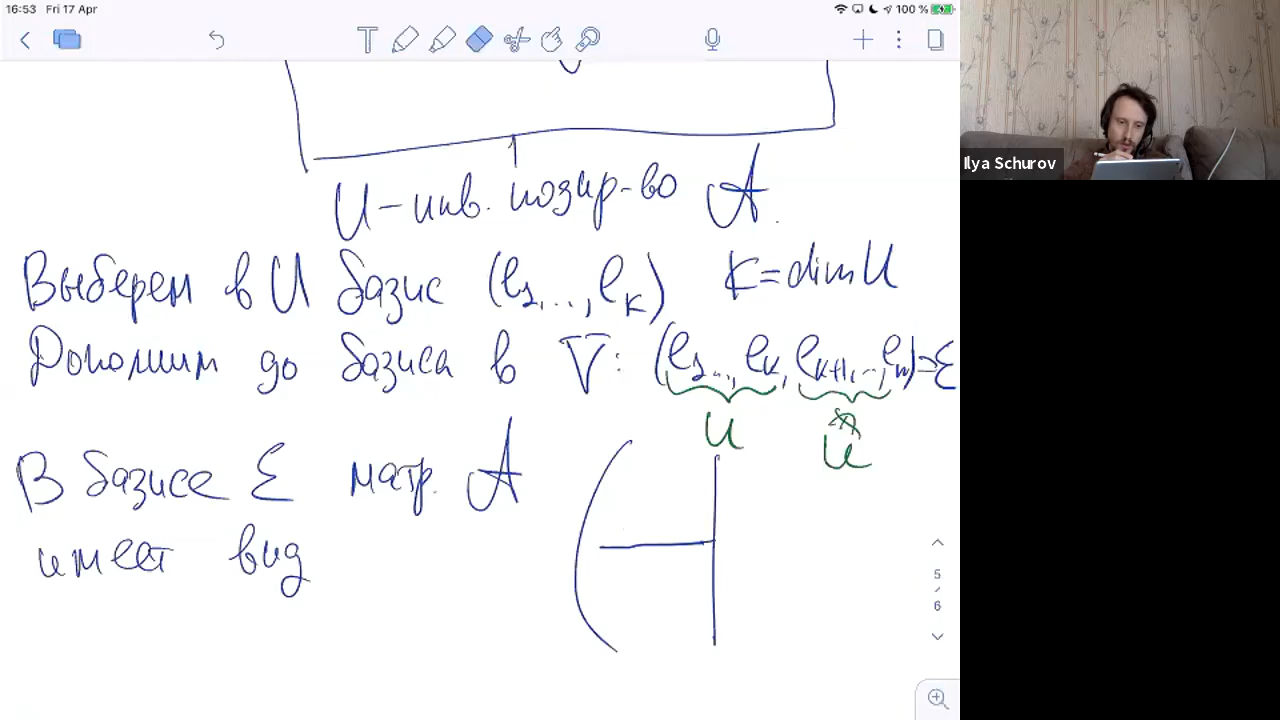 16:53 Fri 17 Apr
100 %
T
U – инв. подпр-во A.
Выберем в U базис (e₁,...,eₖ) k = dim U
Дополним до базиса в V: (e₁,...,eₖ, eₖ₊₁,...,eₙ) = ℰ
U
U
В базисе ℰ матр. A
имеет вид
5
6
Ilya Schurov